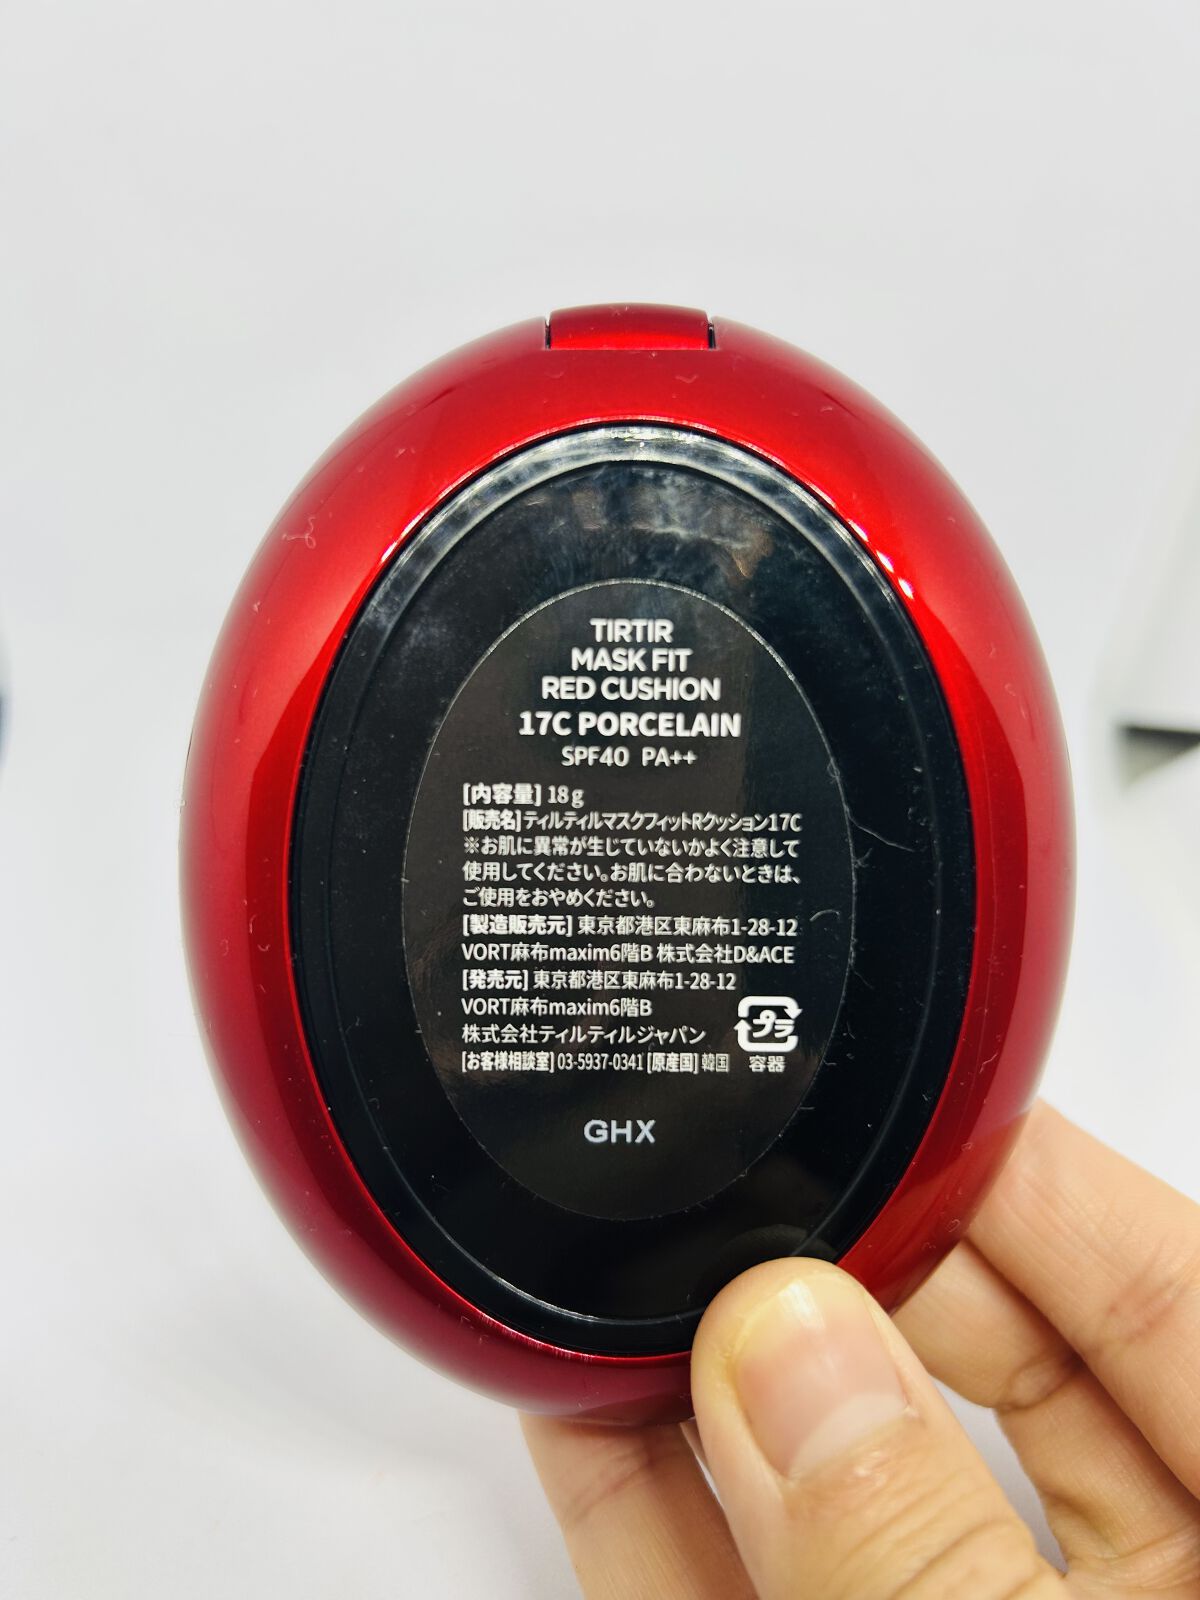 TIRTIR
MASK FIT
RED CUSHION
17C PORCELAIN
SPF40 PA++
[内容量] 18g
[販売名] ティルティルマスクフィットRクッション17C
※お肌に異常が生じていないかよく注意して
使用してください。お肌に合わないときは、
ご使用をおやめください。
[製造販売元] 東京都港区東麻布1-28-12
VORT麻布maxim6階B 株式会社D&ACE
[発売元] 東京都港区東麻布1-28-12
VORT麻布maxim6階B
株式会社ティルティルジャパン
[お客様相談室] 03-5937-0341 [原産国] 韓国
プラ
容器
GHX